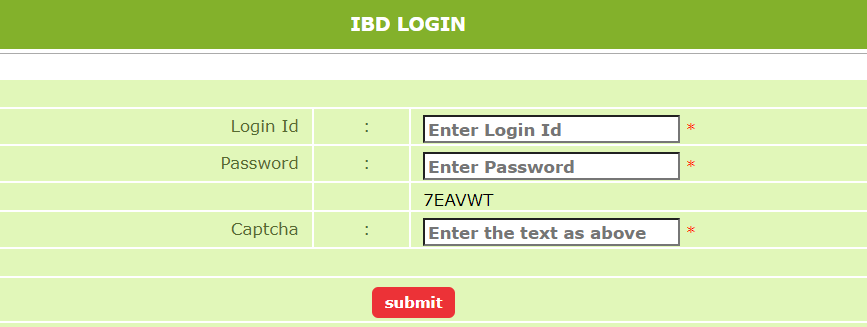 IBD LOGIN
Login Id : Enter Login Id *
Password : Enter Password *
7EAVWT
Captcha : Enter the text as above *
submit